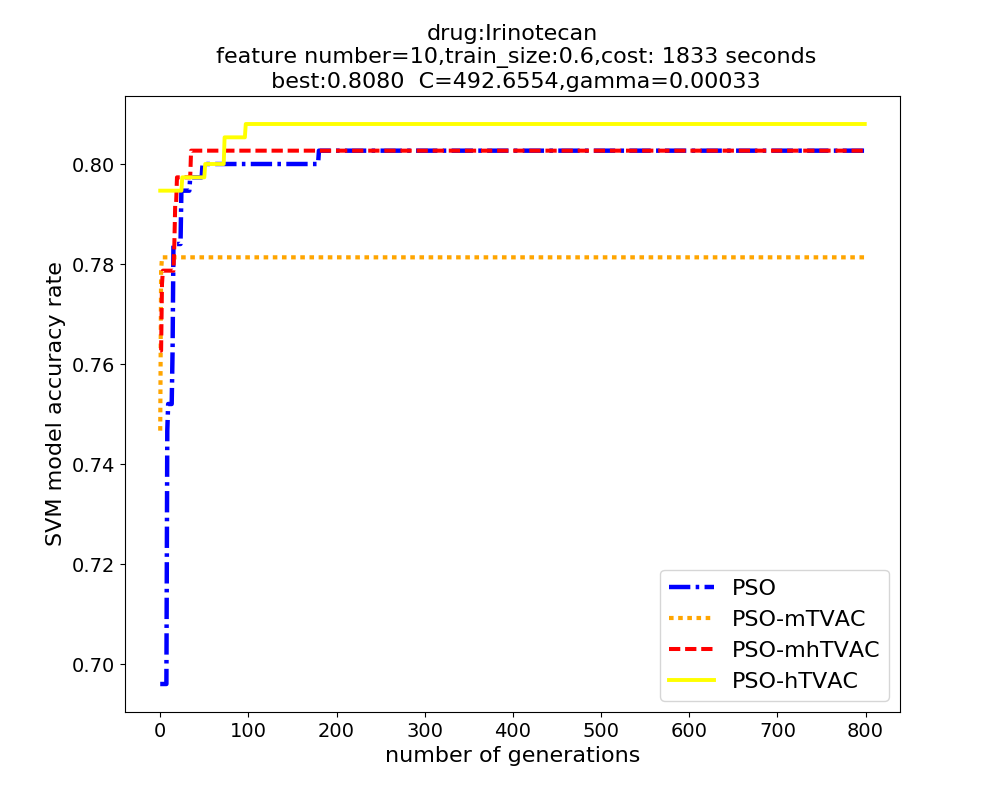 drug:Irinotecan
feature number=10,train_size:0.6,cost: 1833 seconds
best:0.8080  C=492.6554,gamma=0.00033
SVM model accuracy rate
0.80
0.78
0.76
0.74
0.72
0.70
PSO
PSO-mTVAC
PSO-mhTVAC
PSO-hTVAC
0 100 200 300 400 500 600 700 800
number of generations